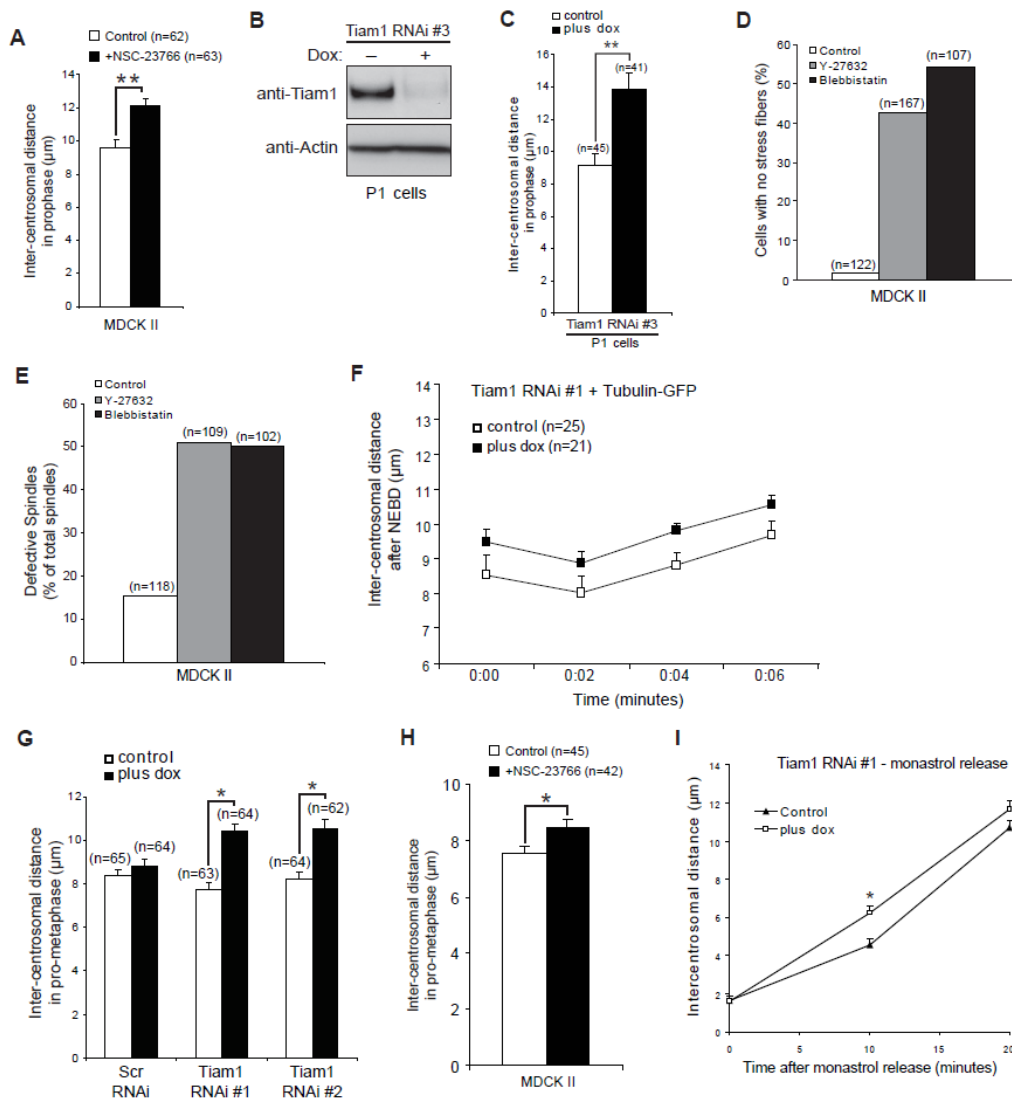 A
Control (n=62)
+NSC-23766 (n=63)
**
Inter-centrosomal distance
in prophase (μm)
14
12
10
8
6
4
2
0
MDCK II
B
Tiam1 RNAi #3
Dox: – +
anti-Tiam1
anti-Actin
P1 cells
C
control
plus dox
**
(n=41)
(n=45)
Inter-centrosomal distance
in prophase (μm)
16
14
12
10
8
6
4
2
0
Tiam1 RNAi #3
P1 cells
D
Control
Y-27632
Blebbistatin
(n=107)
(n=167)
(n=122)
Cells with no stress fibers (%)
60
50
40
30
20
10
0
MDCK II
E
Control
Y-27632
Blebbistatin
(n=109)
(n=102)
(n=118)
Defective Spindles
(% of total spindles)
60
50
40
30
20
10
0
MDCK II
F
Tiam1 RNAi #1 + Tubulin-GFP
control (n=25)
plus dox (n=21)
Inter-centrosomal distance
after NEBD (μm)
14
13
12
11
10
9
8
7
6
0:00 0:02 0:04 0:06
Time (minutes)
G
control
plus dox
* *
(n=65) (n=64) (n=63) (n=64) (n=64) (n=62)
Inter-centrosomal distance
in pro-metaphase (μm)
12
10
8
6
4
2
0
Scr Tiam1 Tiam1
RNAi RNAi #1 RNAi #2
H
Control (n=45)
+NSC-23766 (n=42)
*
Inter-centrosomal distance
in pro-metaphase (μm)
10
8
6
4
2
0
MDCK II
I
Tiam1 RNAi #1 - monastrol release
Control
plus dox
*
Intercentrosomal distance (μm)
14
12
10
8
6
4
2
0
0 10 20
Time after monastrol release (minutes)